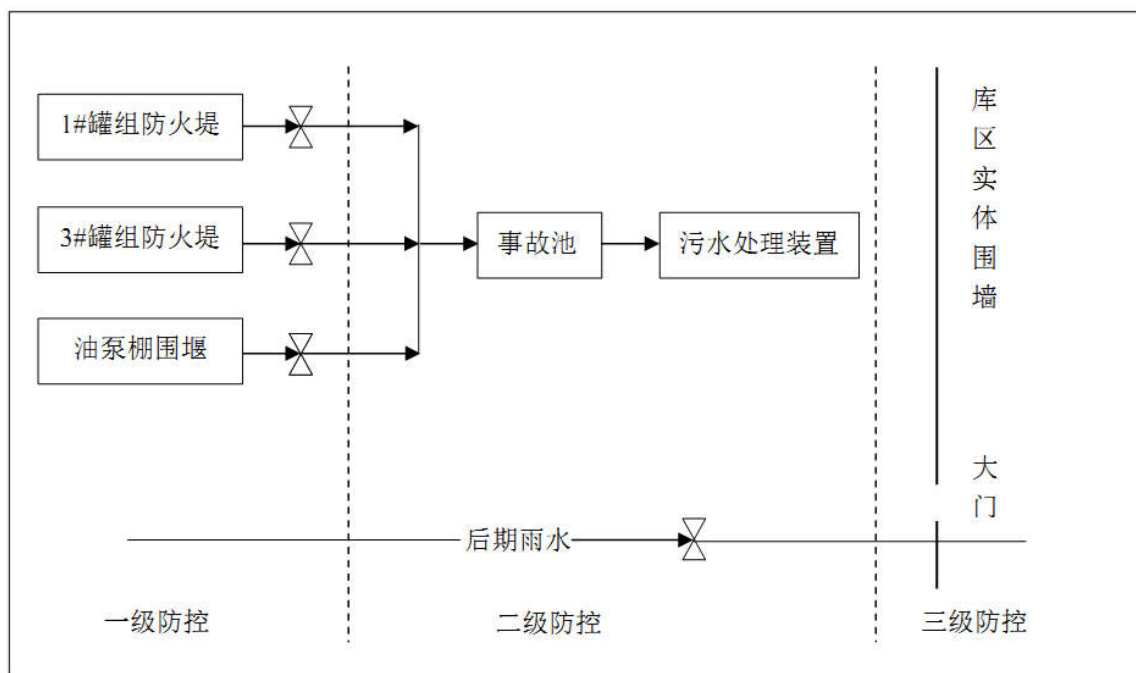 1#罐组防火堤
3#罐组防火堤
油泵棚围堰
事故池
污水处理装置
库区实体围墙
大门
后期雨水
一级防控
二级防控
三级防控